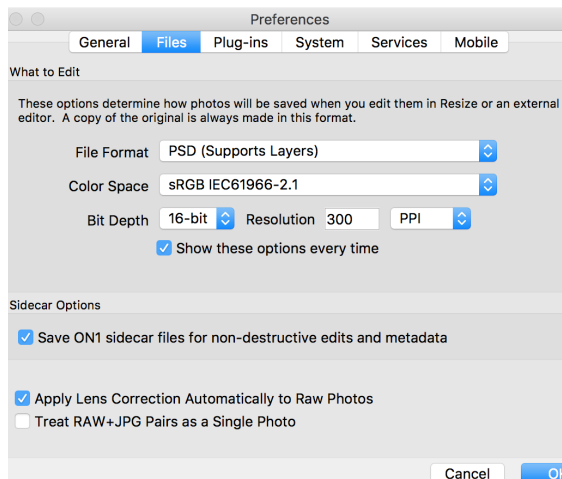 Preferences
General Files Plug-ins System Services Mobile
What to Edit
These options determine how photos will be saved when you edit them in Resize or an external
editor. A copy of the original is always made in this format.
File Format PSD (Supports Layers)
Color Space sRGB IEC61966-2.1
Bit Depth 16-bit Resolution 300 PPI
Show these options every time
Sidecar Options
Save ON1 sidecar files for non-destructive edits and metadata
Apply Lens Correction Automatically to Raw Photos
Treat RAW+JPG Pairs as a Single Photo
Cancel